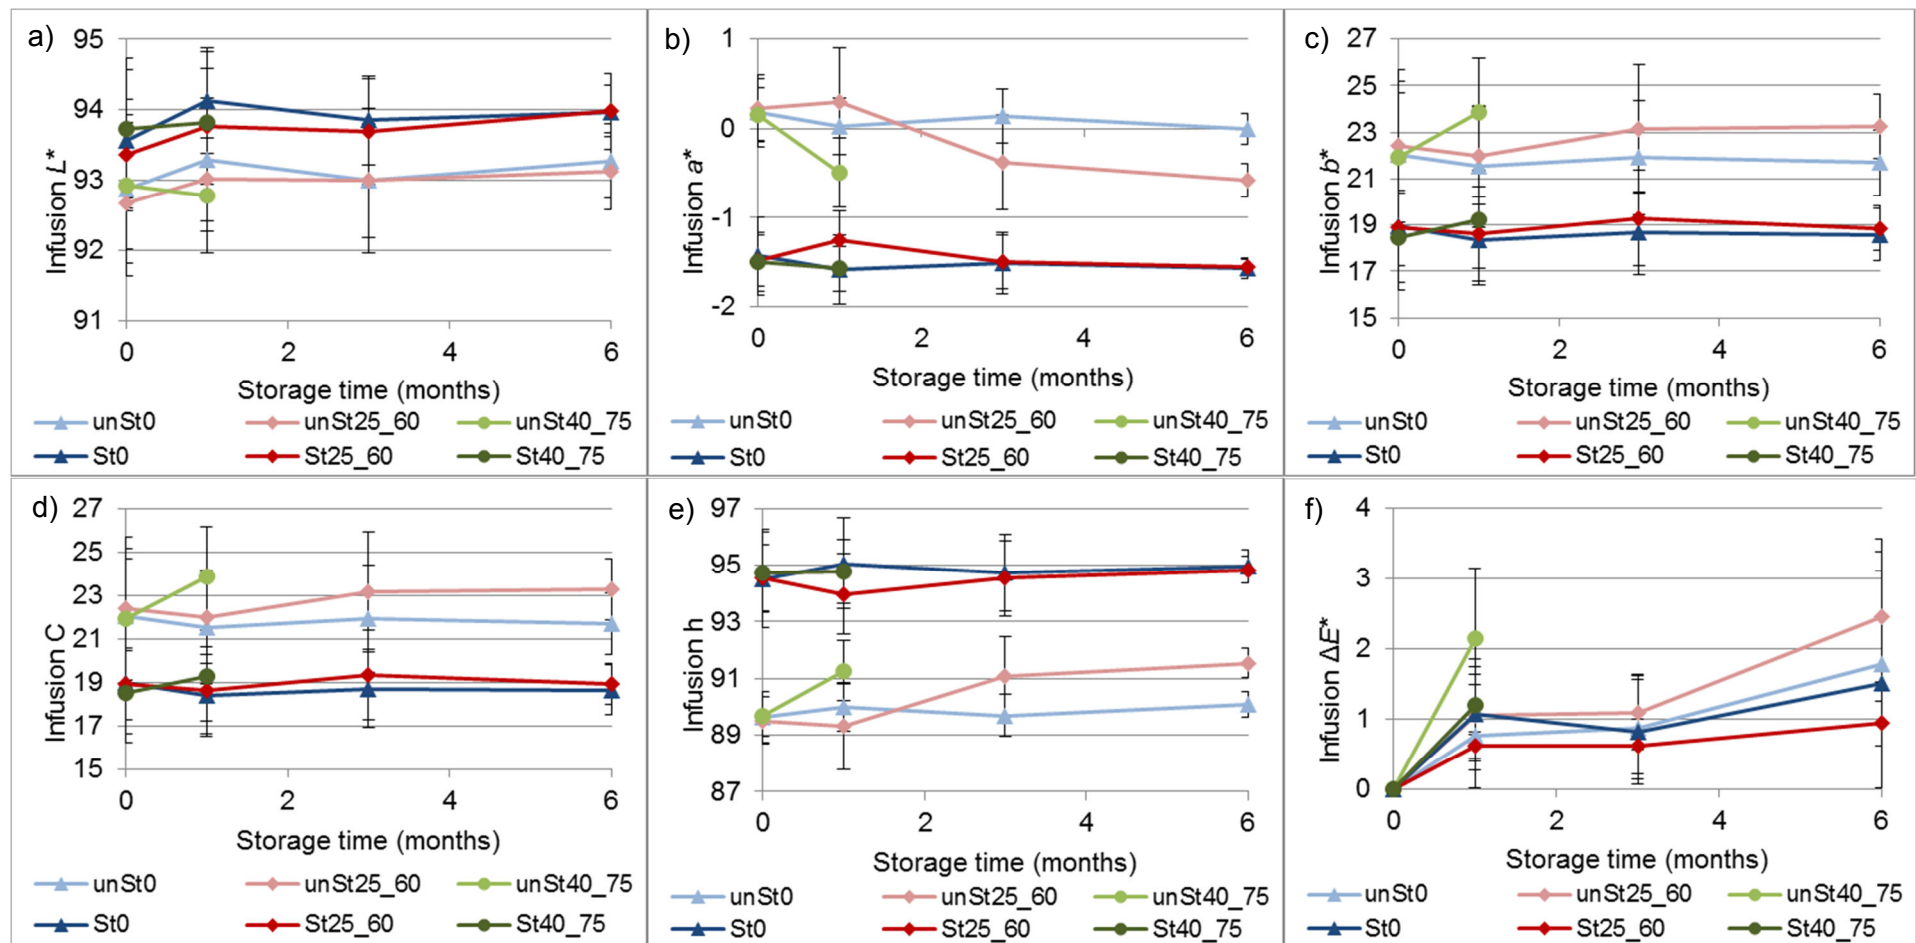 a)
95
94
93
92
91
Infusion L*
0 2 4 6
Storage time (months)
unSt0 unSt25_60 unSt40_75
St0 St25_60 St40_75
b)
1
0
-1
-2
Infusion a*
0 2 4 6
Storage time (months)
unSt0 unSt25_60 unSt40_75
St0 St25_60 St40_75
c)
27
25
23
21
19
17
15
Infusion b*
0 2 4 6
Storage time (months)
unSt0 unSt25_60 unSt40_75
St0 St25_60 St40_75
d)
27
25
23
21
19
17
15
Infusion C
0 2 4 6
Storage time (months)
unSt0 unSt25_60 unSt40_75
St0 St25_60 St40_75
e)
97
95
93
91
89
87
Infusion h
0 2 4 6
Storage time (months)
unSt0 unSt25_60 unSt40_75
St0 St25_60 St40_75
f)
4
3
2
1
0
Infusion ΔE*
0 2 4 6
Storage time (months)
unSt0 unSt25_60 unSt40_75
St0 St25_60 St40_75